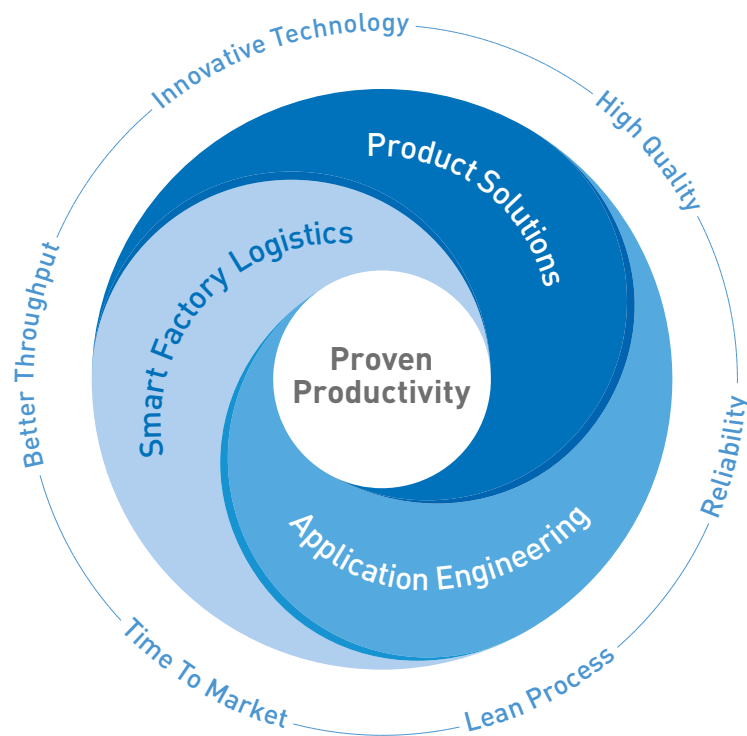 Innovative Technology
High Quality
Reliability
Lean Process
Time To Market
Better Throughput
Product Solutions
Application Engineering
Smart Factory Logistics
Proven
Productivity